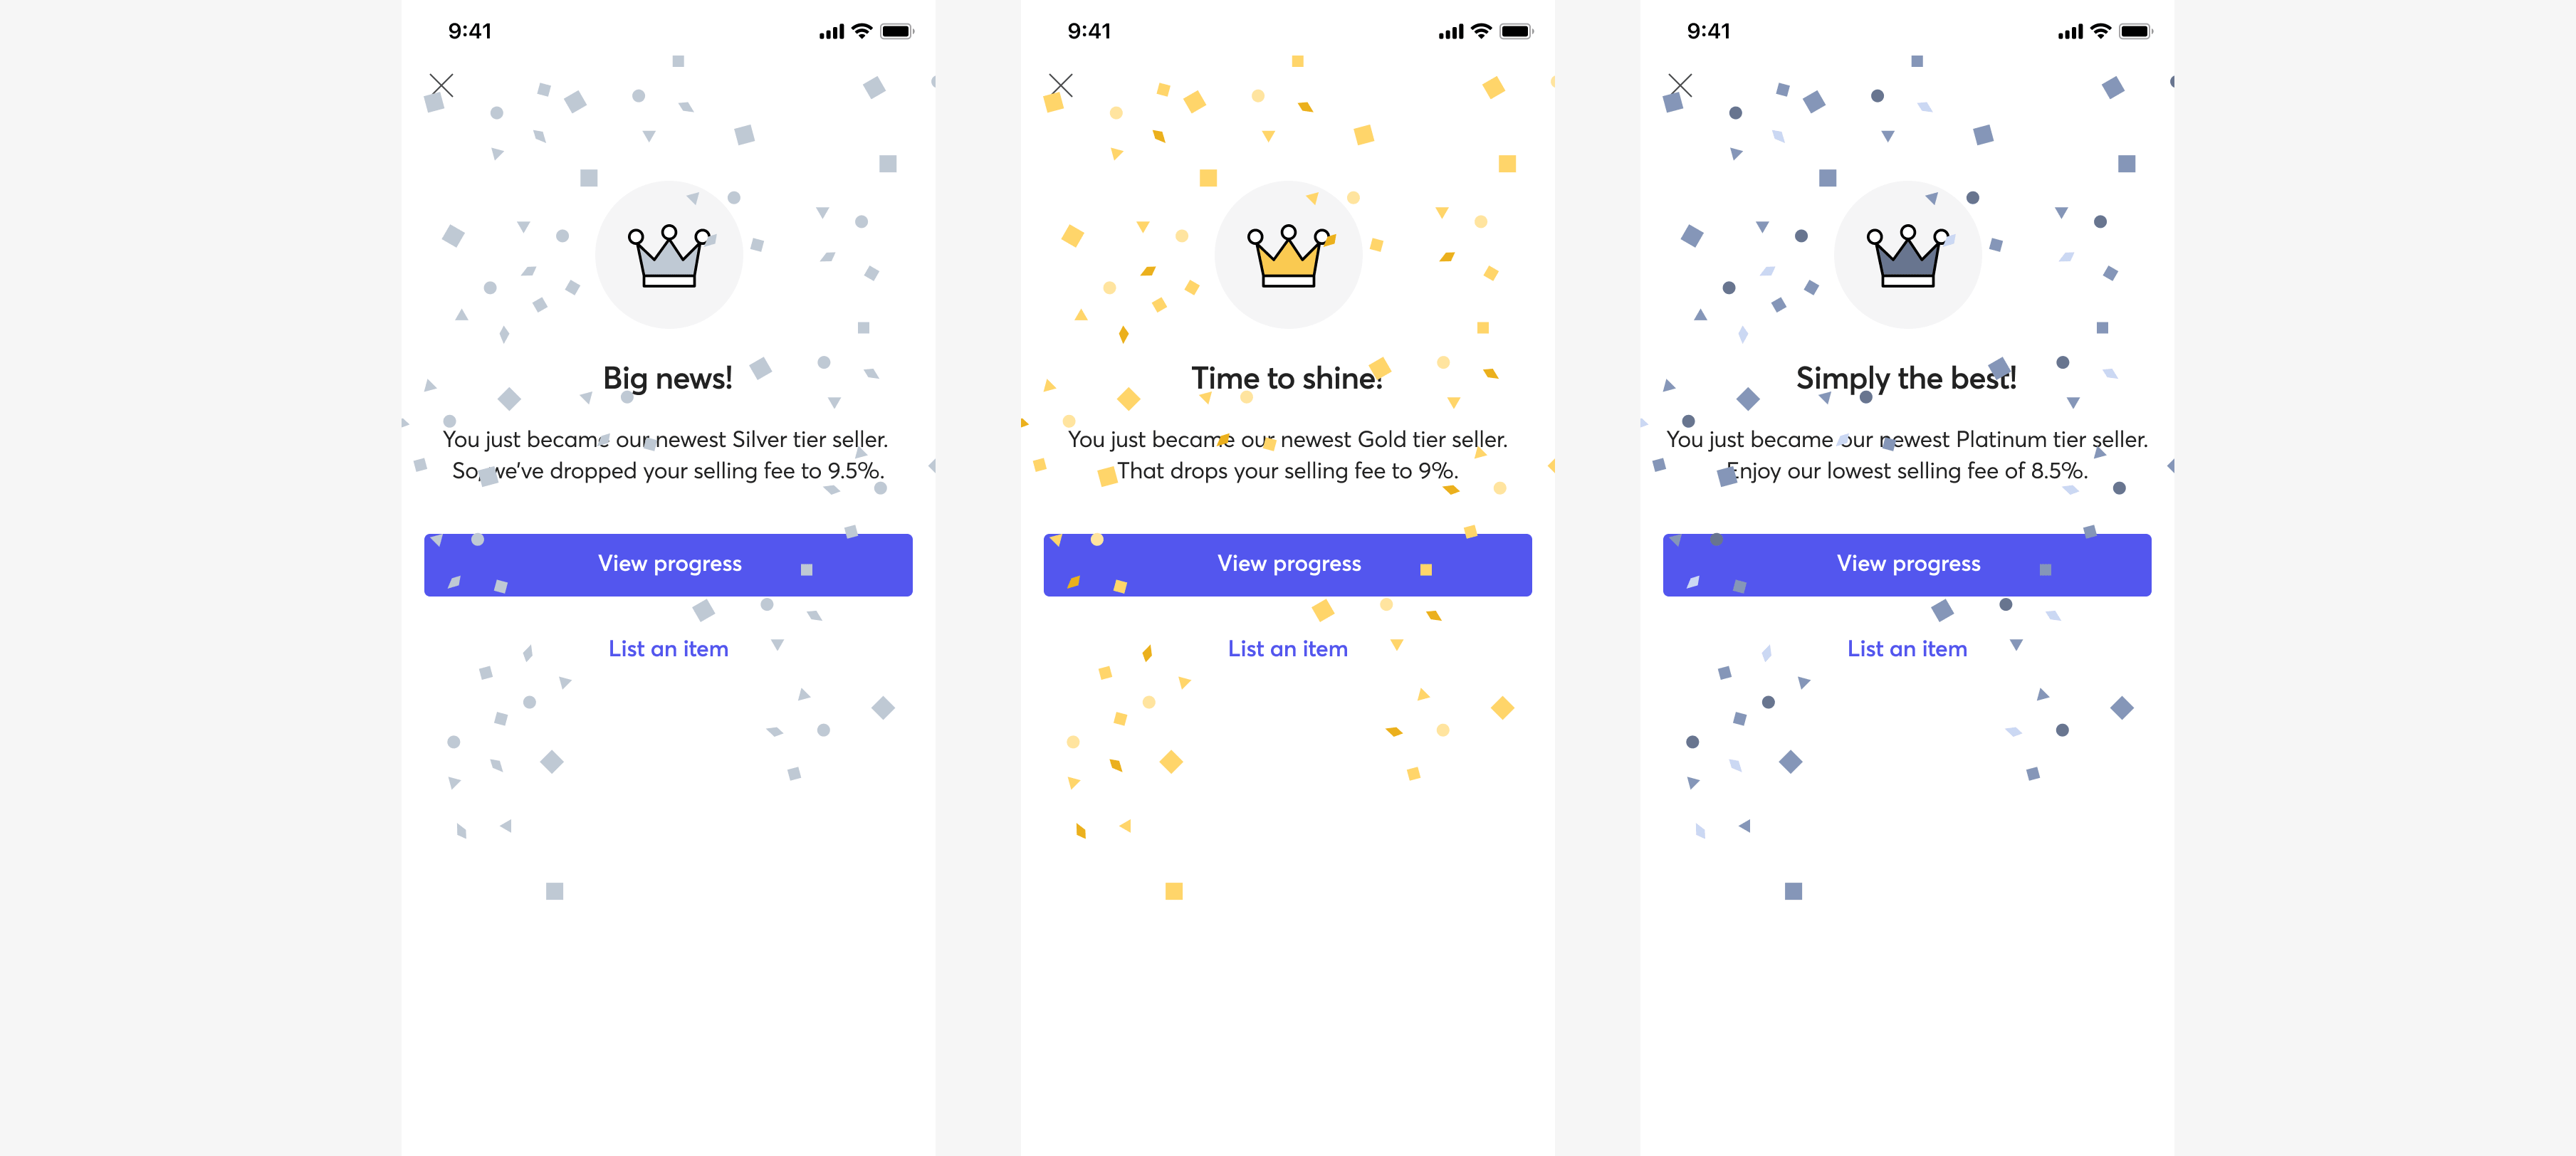 9:41
Big news!
You just became our newest Silver tier seller.
So, we've dropped your selling fee to 9.5%.
View progress
List an item
9:41
Time to shine!
You just became our newest Gold tier seller.
That drops your selling fee to 9%.
View progress
List an item
9:41
Simply the best!
You just became our newest Platinum tier seller.
Enjoy our lowest selling fee of 8.5%.
View progress
List an item